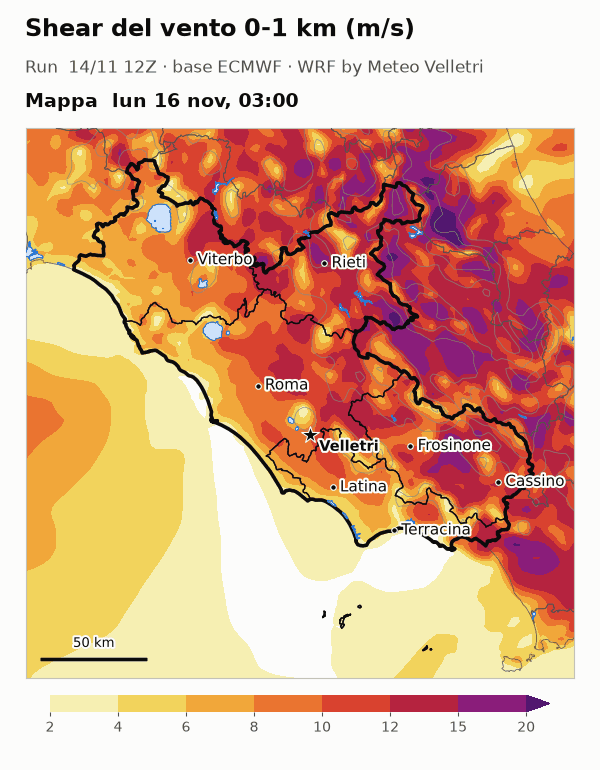 Shear del vento 0-1 km (m/s)
Run 14/11 12Z · base ECMWF · WRF by Meteo Velletri
Mappa lun 16 nov, 03:00
Viterbo
Rieti
Roma
Velletri
Frosinone
Latina
Cassino
Terracina
50 km
2 4 6 8 10 12 15 20